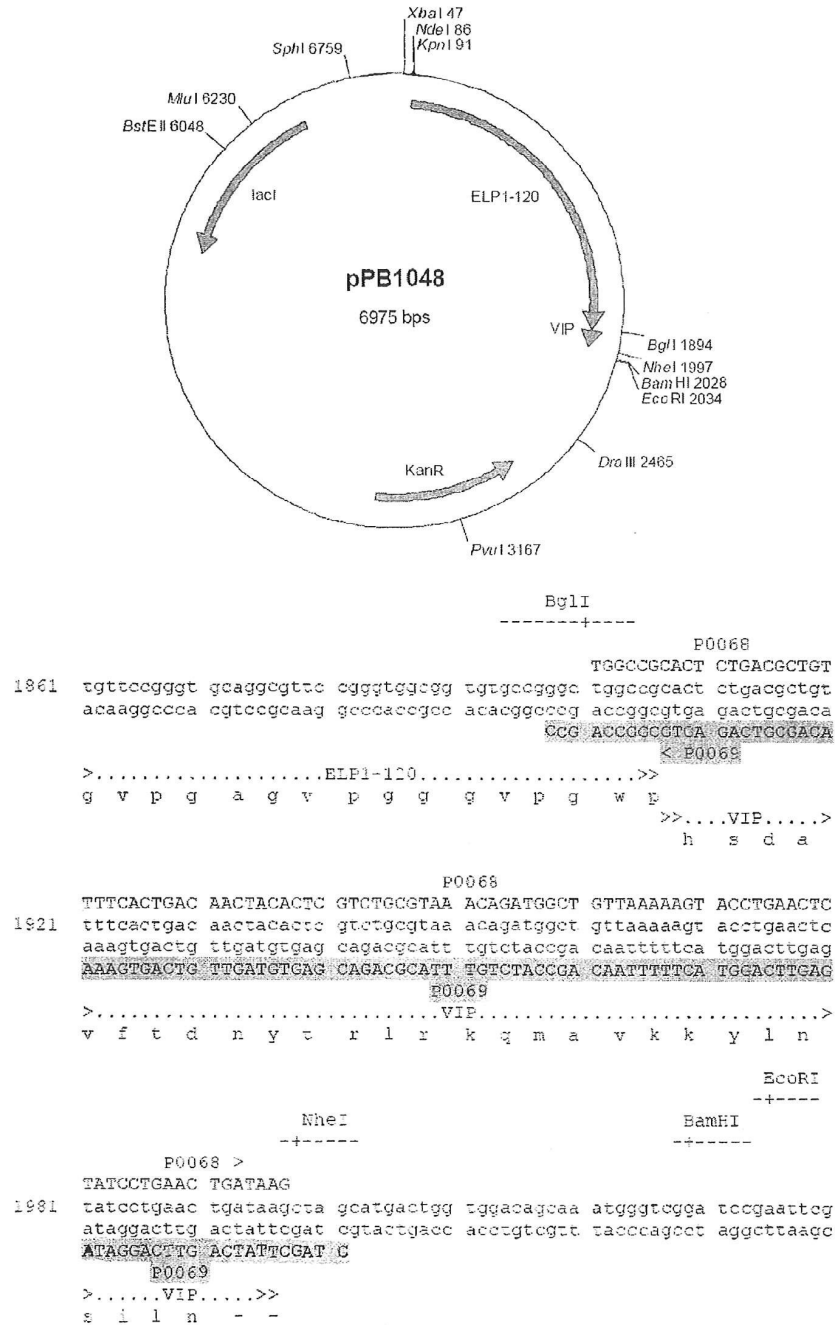 XbaI 47
NdeI 86
KpnI 91
SphI 6759
MluI 6230
BstEII 6048
lacI
ELP1-120
pPB1048
6975 bps
VIP
BglI 1894
NheI 1997
BamHI 2028
EcoRI 2034
DraIII 2465
KanR
PvuI 3167
BglI
-------+----
P0068
TGGCCGCACT CTGACGCTGT
1861 tgttccgggt gcaggcgttc cgggtggcgg tgtgccgggc tggccgcact ctgacgctgt
acaaggccca cgtccgcaag gcccaccgcc acacggcccg accggcgtga gactgcgaca
CCG ACCGGCGTGA GACTGCGACA
< P0069
>......................ELP1-120....................>>
g v p g a g v p g g g v p g w p
>>....VIP.....>
h s d a
P0068
TTTCACTGAC AACTACACTC GTCTGCGTAA ACAGATGGCT GTTAAAAAGT ACCTGAACTC
1921 tttcactgac aactacactc gtctgcgtaa acagatggct gttaaaaagt acctgaactc
aaagtgactg ttgatgtgag cagacgcatt tgtctaccga caatttttca tggacttgag
AAAGTGACTG TTGATGTGAG CAGACGCATT TGTCTACCGA CAATTTTTCA TGGACTTGAG
P0069
>................................VIP................................>
v f t d n y t r l r k q m a v k k y l n
EcoRI
-+----
NheI
-+-----
BamHI
-+-----
P0068 >
TATCCTGAAC TGATAAG
1981 tatcctgaac tgataagcta gcatgactgg tggacagcaa atgggtcgga tccgaattcg
ataggacttg actattcgat cgtactgacc acctgtcgtt tacccagcct aggcttaagc
ATAGGACTTG ACTATTCGAT C
P0069
>......VIP.....>>
s i l n - -